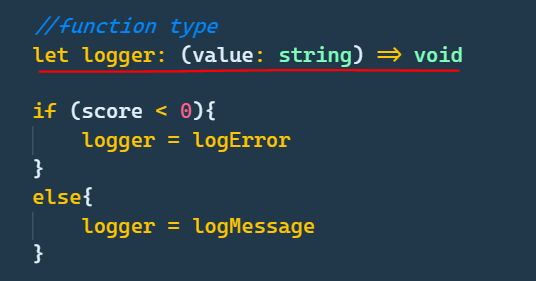 //function type
let logger: (value: string) => void
if (score < 0){
logger = logError
}
else{
logger = logMessage
}